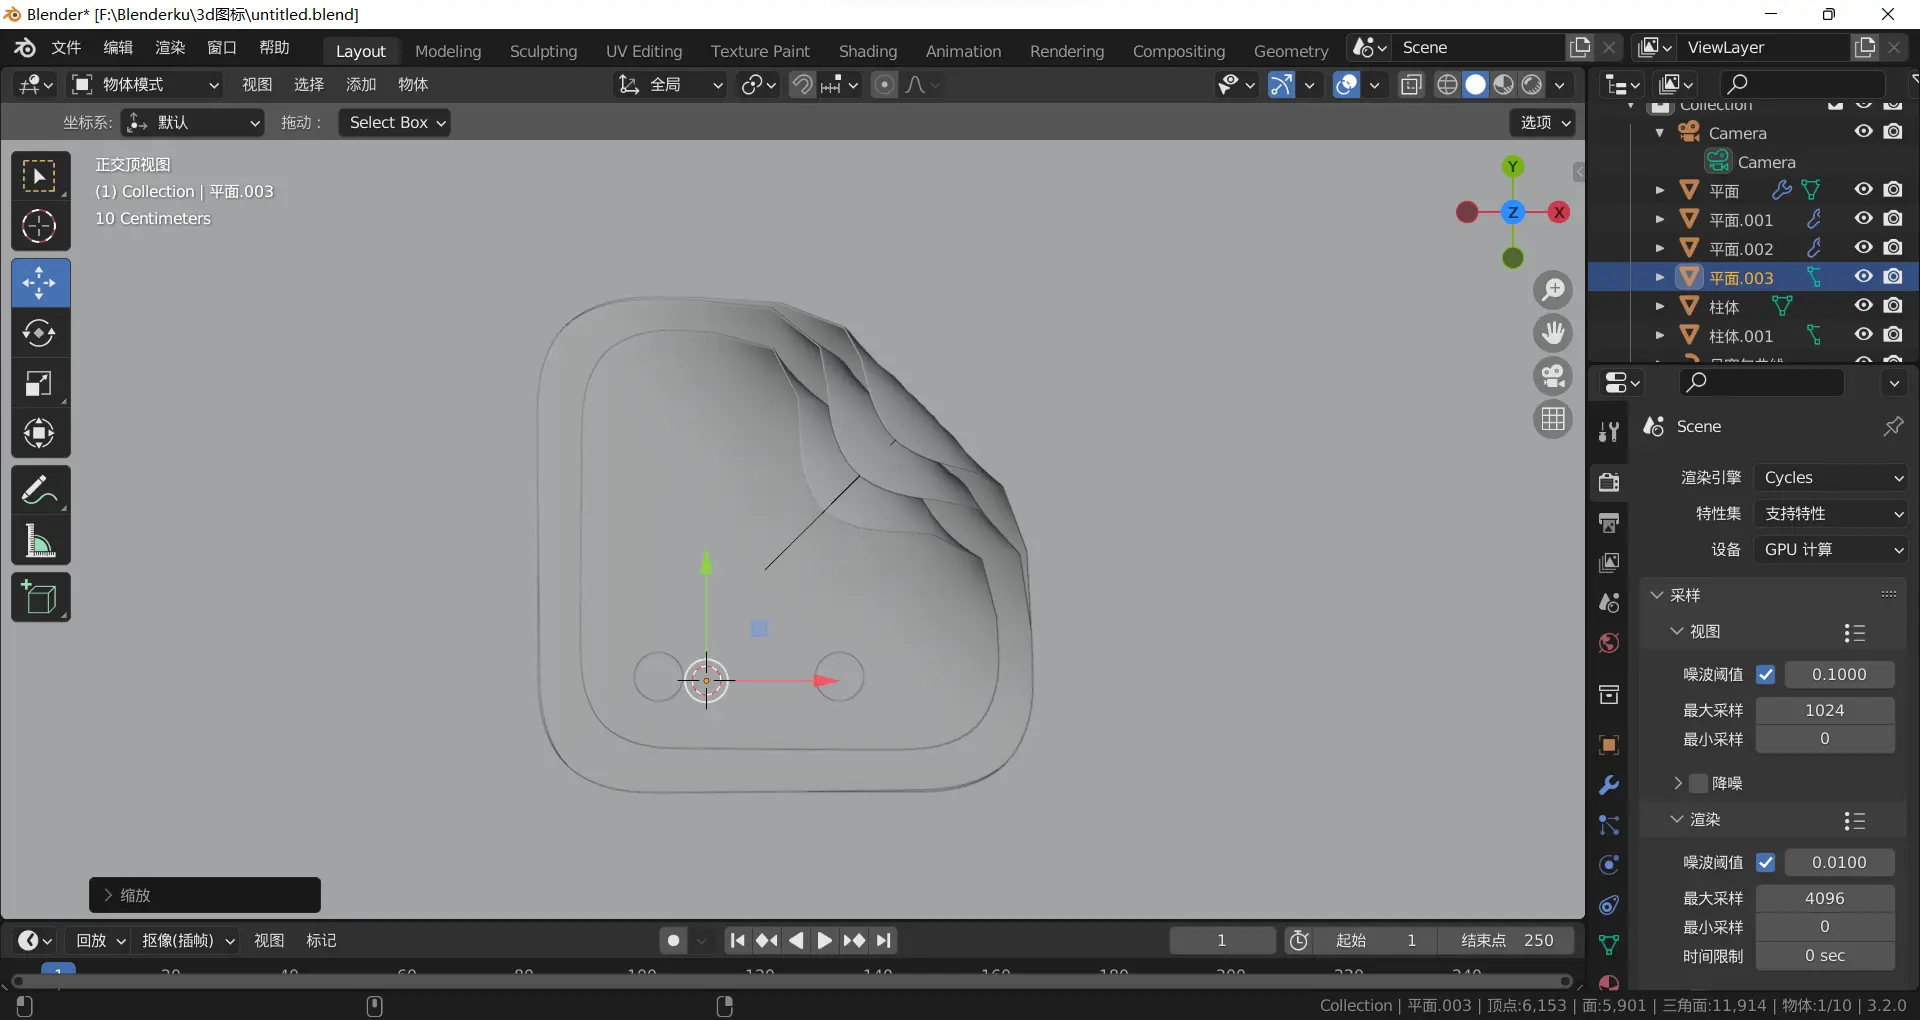 Blender* [F:\Blenderku\3d图标\untitled.blend]
文件 编辑 渲染 窗口 帮助 Layout Modeling Sculpting UV Editing Texture Paint Shading Animation Rendering Compositing Geometry Scene ViewLayer
物体模式 视图 选择 添加 物体 全局
坐标系: 默认 拖动: Select Box 选项
正交顶视图
(1) Collection | 平面.003
10 Centimeters
Y
Z X
Collection
Camera
Camera
平面
平面.001
平面.002
平面.003
柱体
柱体.001
Scene
渲染引擎 Cycles
特性集 支持特性
设备 GPU 计算
采样
视图
噪波阈值 0.1000
最大采样 1024
最小采样 0
降噪
渲染
噪波阈值 0.0100
最大采样 4096
最小采样 0
时间限制 0 sec
缩放
回放 抠像(插帧) 视图 标记 1 起始 1 结束点 250
1 20 40 60 80 100 120 140 160 180 200 220 240
Collection | 平面.003 | 顶点:6,153 | 面:5,901 | 三角面:11,914 | 物体:1/10 | 3.2.0